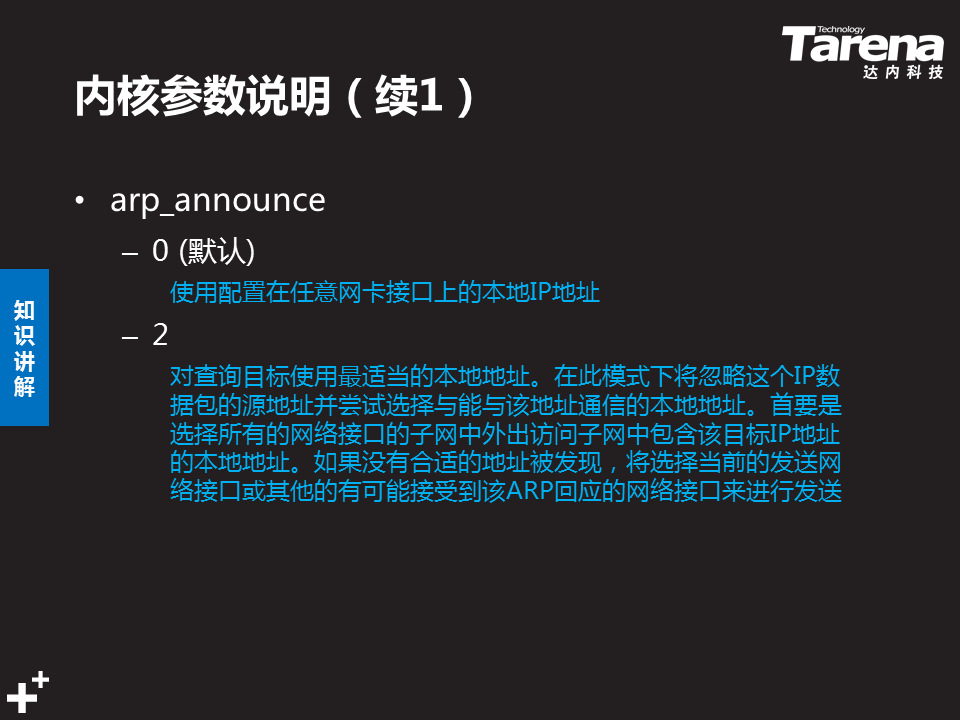 Technology
Tarena
达内科技
内核参数说明（续1）
• arp_announce
– 0 (默认)
使用配置在任意网卡接口上的本地IP地址
– 2
对查询目标使用最适当的本地地址。在此模式下将忽略这个IP数
据包的源地址并尝试选择与能与该地址通信的本地地址。首要是
选择所有的网络接口的子网中外出访问子网中包含该目标IP地址
的本地地址。如果没有合适的地址被发现，将选择当前的发送网
络接口或其他的有可能接受到该ARP回应的网络接口来进行发送
知
识
讲
解